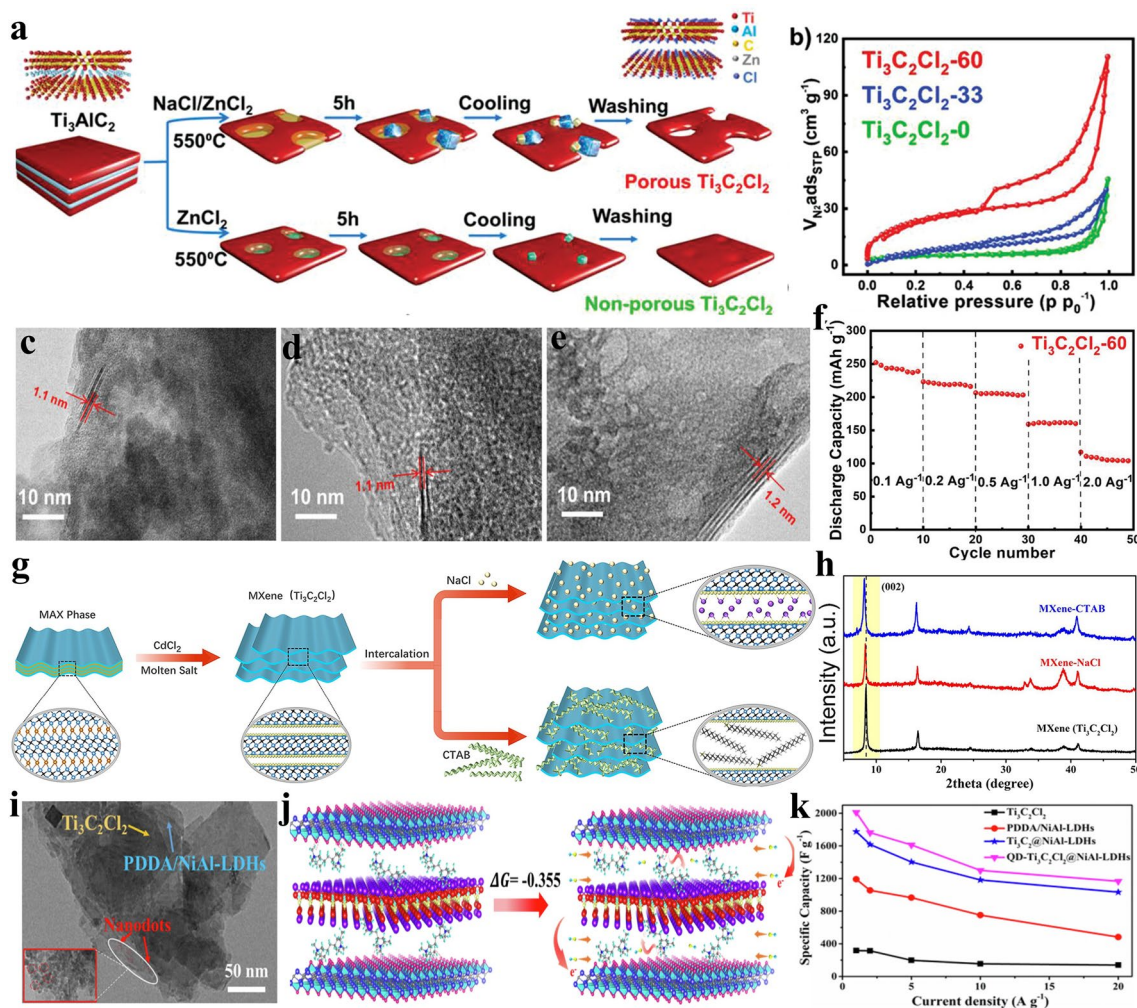 a
Ti
Al
C
Zn
Cl
Ti₃AlC₂
NaCl/ZnCl₂
550ºC
5h
Cooling
Washing
Porous Ti₃C₂Cl₂
ZnCl₂
550ºC
5h
Cooling
Washing
Non-porous Ti₃C₂Cl₂
b)
V_N₂ads_STP (cm³ g⁻¹)
120
90
60
30
0
Ti₃C₂Cl₂-60
Ti₃C₂Cl₂-33
Ti₃C₂Cl₂-0
0.0 0.2 0.4 0.6 0.8 1.0
Relative pressure (p p₀⁻¹)
c
1.1 nm
10 nm
d
1.1 nm
10 nm
e
1.2 nm
10 nm
f
Discharge Capacity (mAh g⁻¹)
300
250
200
150
100
50
0
Ti₃C₂Cl₂-60
0.1 Ag⁻¹ 0.2 Ag⁻¹ 0.5 Ag⁻¹ 1.0 Ag⁻¹ 2.0 Ag⁻¹
0 10 20 30 40 50
Cycle number
g
MAX Phase
CdCl₂
Molten Salt
MXene (Ti₃C₂Cl₂)
Intercalation
NaCl
CTAB
h
Intensity (a.u.)
(002)
MXene-CTAB
MXene-NaCl
MXene (Ti₃C₂Cl₂)
10 20 30 40 50
2theta (degree)
i
Ti₃C₂Cl₂
PDDA/NiAl-LDHs
Nanodots
50 nm
j
ΔG= -0.355
e⁻
e⁻
k
Specific Capacity (F g⁻¹)
2000
1600
1200
800
400
0
Ti₃C₂Cl₂
PDDA/NiAl-LDHs
Ti₃C₂@NiAl-LDHs
QD-Ti₃C₂Cl₂@NiAl-LDHs
0 5 10 15 20
Current density (A g⁻¹)